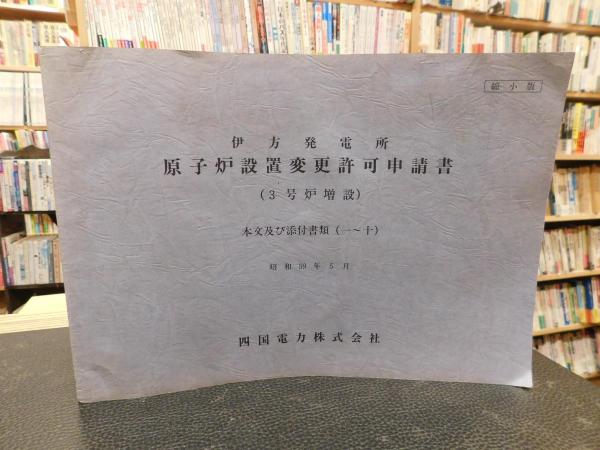 縮小版
伊方発電所
原子炉設置変更許可申請書
(3号炉増設)
本文及び添付書類(一~十)
昭和59年5月
四国電力株式会社